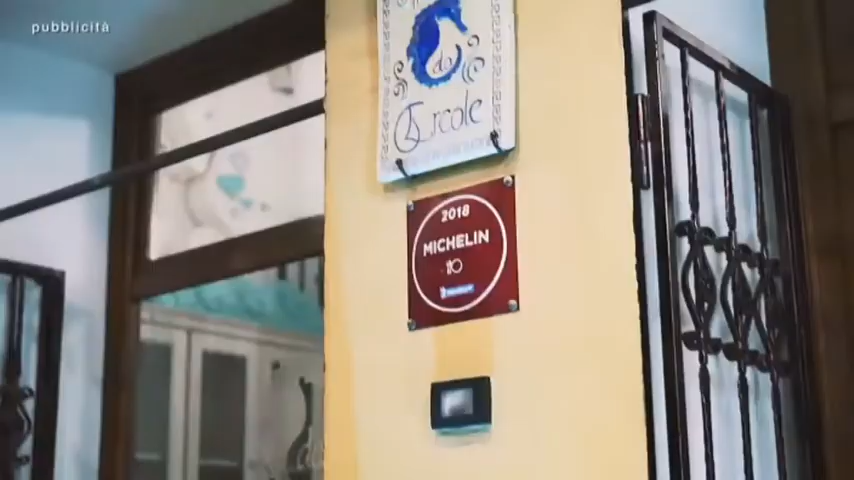 pubblicità
da
Ercole
2018
MICHELIN